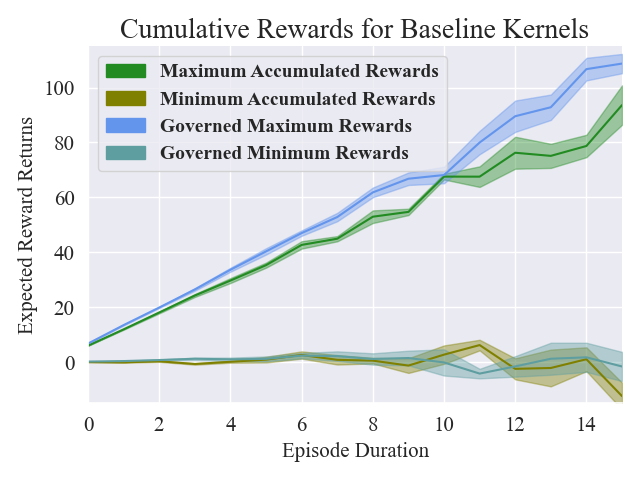 Cumulative Rewards for Baseline Kernels
Maximum Accumulated Rewards
Minimum Accumulated Rewards
Governed Maximum Rewards
Governed Minimum Rewards
Expected Reward Returns
100
80
60
40
20
0
0 2 4 6 8 10 12 14
Episode Duration